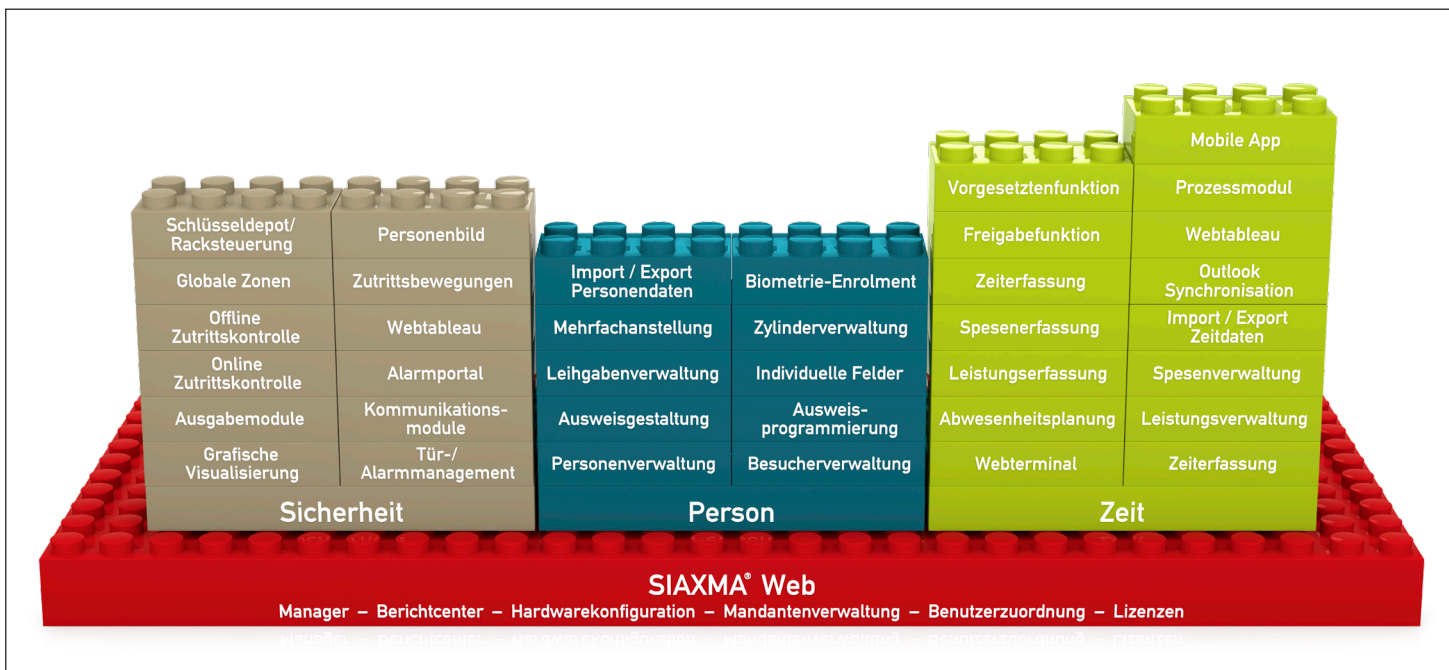 Schlüsseldepot/
Racksteuerung
Globale Zonen
Offline
Zutrittskontrolle
Online
Zutrittskontrolle
Ausgabemodule
Grafische
Visualisierung
Personenbild
Zutrittsbewegungen
Webtableau
Alarmportal
Kommunikations-
module
Tür-/
Alarmmanagement
Sicherheit
Import / Export
Personendaten
Mehrfachanstellung
Leihgabenverwaltung
Ausweisgestaltung
Personenverwaltung
Biometrie-Enrolment
Zylinderverwaltung
Individuelle Felder
Ausweis-
programmierung
Besucherverwaltung
Person
Vorgesetztenfunktion
Freigabefunktion
Zeiterfassung
Spesenerfassung
Leistungserfassung
Abwesenheitsplanung
Webterminal
Mobile App
Prozessmodul
Webtableau
Outlook
Synchronisation
Import / Export
Zeitdaten
Spesenverwaltung
Leistungsverwaltung
Zeiterfassung
Zeit
SIAXMA® Web
Manager – Berichtcenter – Hardwarekonfiguration – Mandantenverwaltung – Benutzerzuordnung – Lizenzen